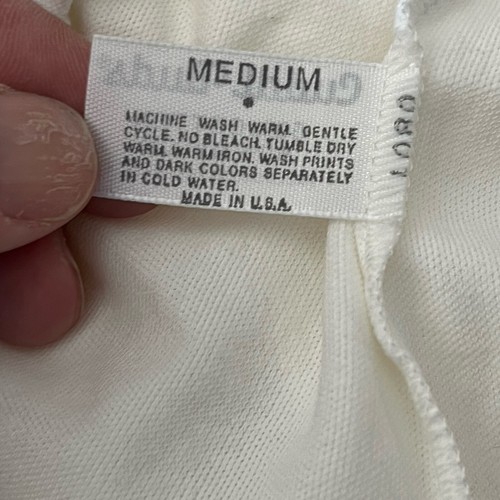 MEDIUM
MACHINE WASH WARM. GENTLE
CYCLE. NO BLEACH. TUMBLE DRY
WARM. WARM IRON. WASH PRINTS
AND DARK COLORS SEPARATELY
IN COLD WATER.
MADE IN U.S.A.